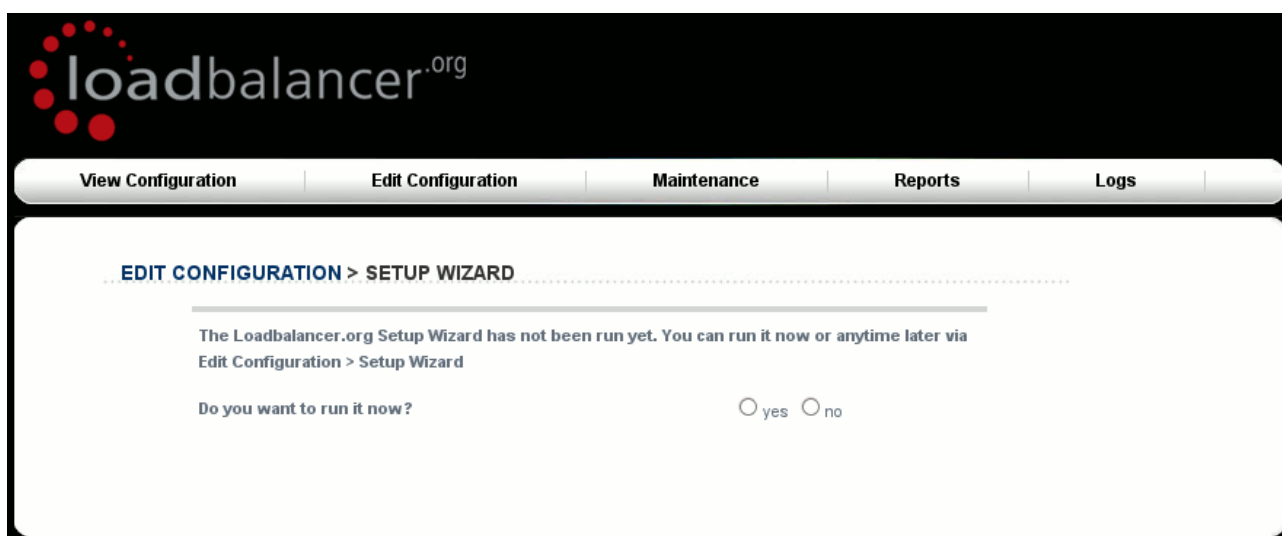 loadbalancer.org
View Configuration Edit Configuration Maintenance Reports Logs
EDIT CONFIGURATION > SETUP WIZARD
The Loadbalancer.org Setup Wizard has not been run yet. You can run it now or anytime later via
Edit Configuration > Setup Wizard
Do you want to run it now? yes no